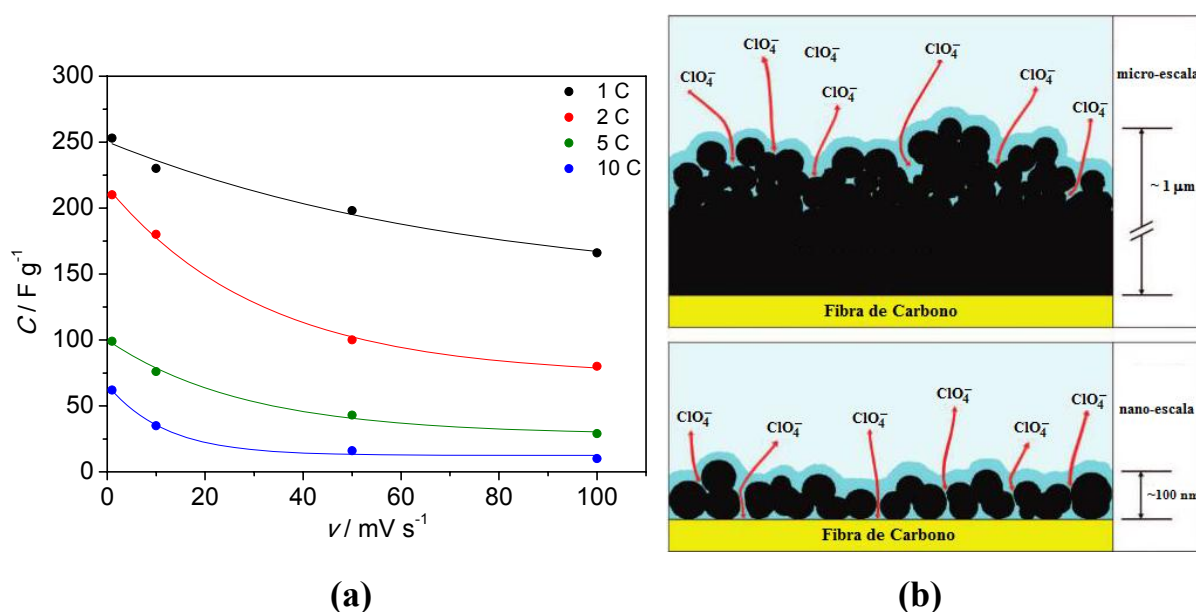 300
250
200
150
100
50
0
C / F g⁻¹
0 20 40 60 80 100
v / mV s⁻¹
1 C
2 C
5 C
10 C
(a)
ClO₄⁻
ClO₄⁻
ClO₄⁻
ClO₄⁻
ClO₄⁻
ClO₄⁻
ClO₄⁻
micro-escala
~ 1 μm
Fibra de Carbono
ClO₄⁻
ClO₄⁻
ClO₄⁻
ClO₄⁻
ClO₄⁻
ClO₄⁻
nano-escala
~100 nm
Fibra de Carbono
(b)